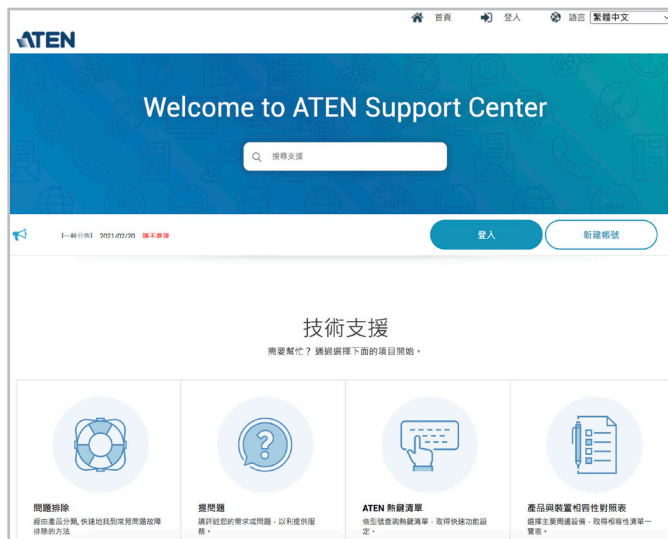 首頁 登入 語言 繁體中文
ATEN
Welcome to ATEN Support Center
搜尋支援
【一般公告】 2021/02/20
登入
新建帳號
技術支援
需要幫忙？通過選擇下面的項目開始。
問題排除
經由產品分類, 快速地找到常見問題故障
排除的方法
提問題
請詳述您的需求或問題，以利提供服
務。
ATEN 熱鍵清單
依型號查詢熱鍵清單，取得快速功能設
定。
產品與裝置相容性對照表
選擇主要周邊設備，取得相容性清單一
覽表。